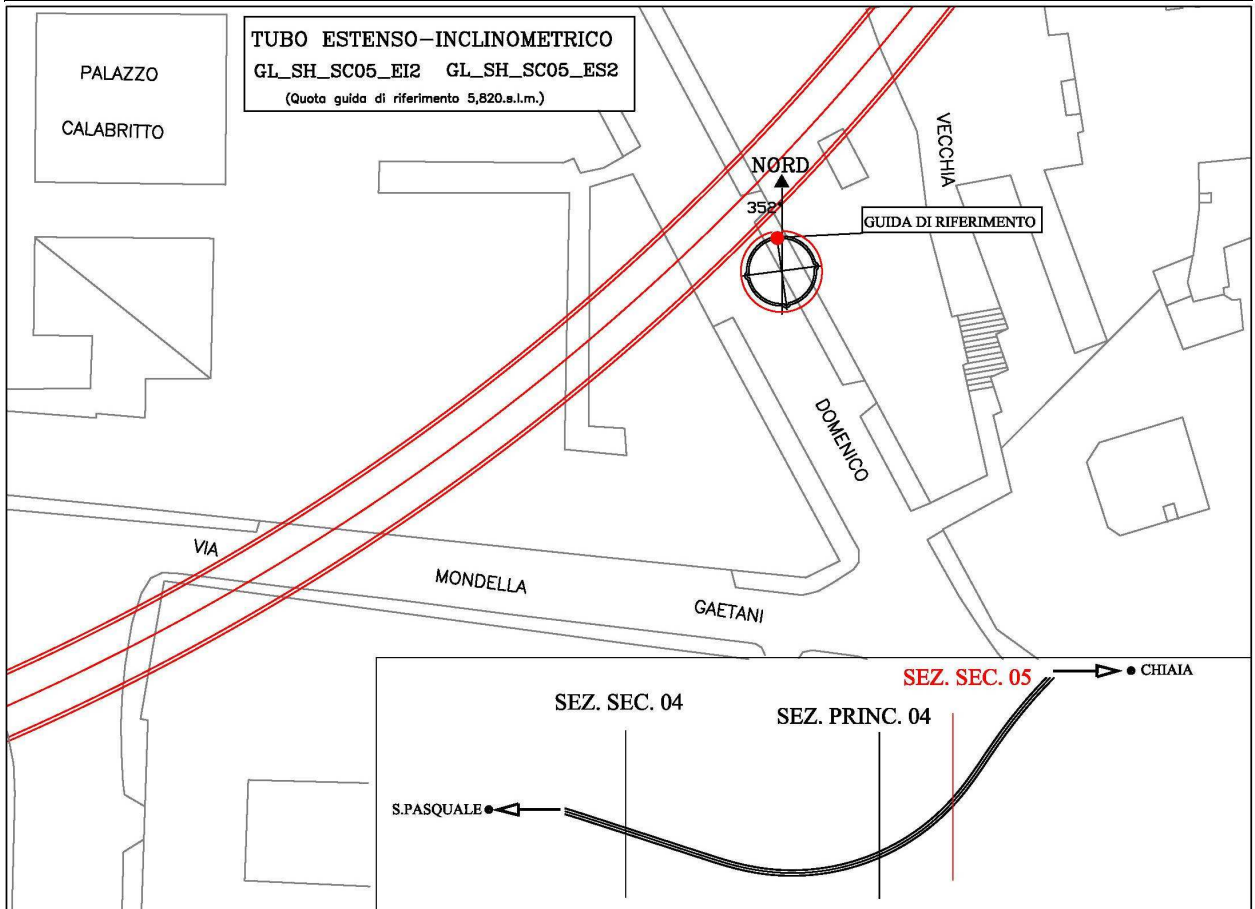 TUBO ESTENSO-INCLINOMETRICO
GL_SH_SC05_EI2 GL_SH_SC05_ES2
(Quota guida di riferimento 5,820.s.l.m.)
PALAZZO
CALABRITTO
VECCHIA
NORD
352°
GUIDA DI RIFERIMENTO
DOMENICO
VIA
MONDELLA
GAETANI
SEZ. SEC. 05
CHIAIA
SEZ. SEC. 04
SEZ. PRINC. 04
S.PASQUALE